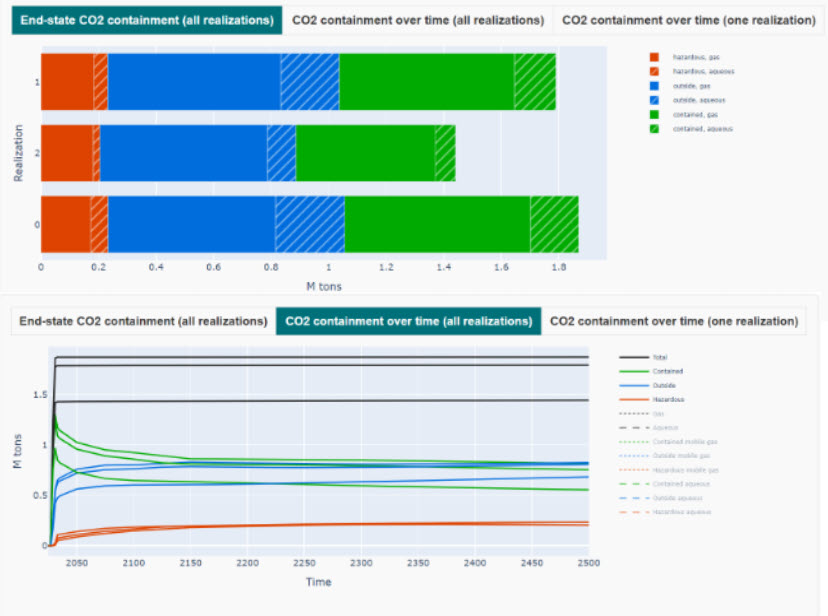 End-state CO2 containment (all realizations) CO2 containment over time (all realizations) CO2 containment over time (one realization)
hazardous, gas
hazardous, aqueous
outside, gas
outside, aqueous
contained, gas
contained, aqueous
Realization
1
2
0
0 0.2 0.4 0.6 0.8 1 1.2 1.4 1.6 1.8
M tons
End-state CO2 containment (all realizations) CO2 containment over time (all realizations) CO2 containment over time (one realization)
Total
Contained
Outside
Hazardous
Gas
Aqueous
Contained mobile gas
Outside mobile gas
Hazardous mobile gas
Contained aqueous
Outside aqueous
Hazardous aqueous
M tons
1.5
1
0.5
0
2050 2100 2150 2200 2250 2300 2350 2400 2450 2500
Time